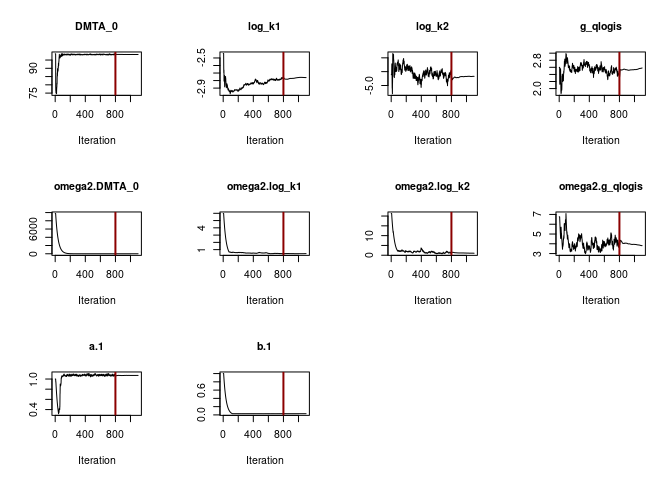 DMTA_0
75 90
0 400 800
Iteration
log_k1
-2.9 -2.5
0 400 800
Iteration
log_k2
-5.0
0 400 800
Iteration
g_qlogis
2.0 2.8
0 400 800
Iteration
omega2.DMTA_0
0 6000
0 400 800
Iteration
omega2.log_k1
1 4
0 400 800
Iteration
omega2.log_k2
0 10
0 400 800
Iteration
omega2.g_qlogis
3 5 7
0 400 800
Iteration
a.1
0.4 1.0
0 400 800
Iteration
b.1
0.0 0.6
0 400 800
Iteration